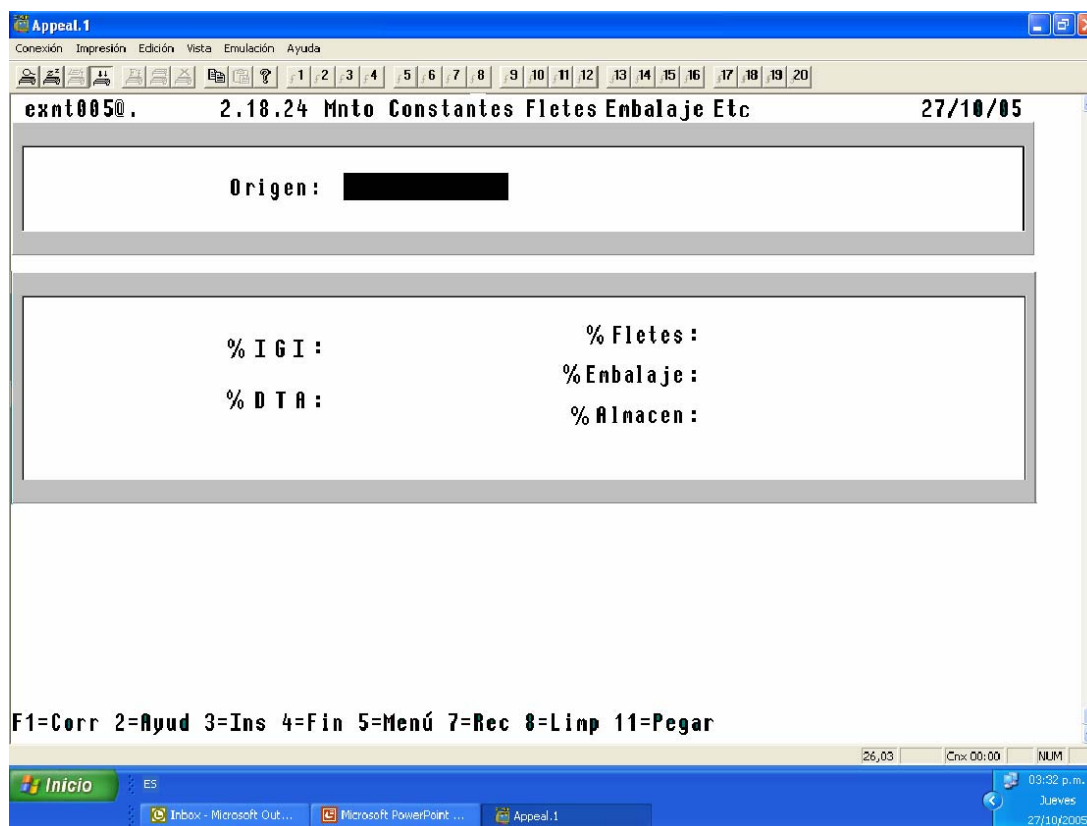 Appeal.1
Conexión Impresión Edición Vista Emulación Ayuda
1 2 3 4 5 6 7 8 9 10 11 12 13 14 15 16 17 18 19 20
exmt005@. 2.18.24 Mnto Constantes Fletes Embalaje Etc 27/10/05
Origen:
% I G I : % Fletes :
% Embalaje :
% D T A : % Almacen :
F1=Corr 2=Ayud 3=Ins 4=Fin 5=Menú 7=Rec 8=Limp 11=Pegar
26,03 Cnx 00:00 NUM
Inicio ES 03:32 p.m.
Jueves
Inbox - Microsoft Out... Microsoft PowerPoint ... Appeal.1 27/10/2005